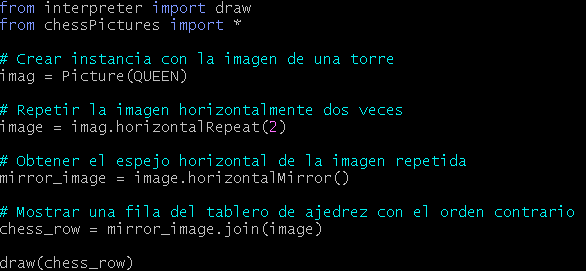 from interpreter import draw
from chessPictures import *
# Crear instancia con la imagen de una torre
imag = Picture(QUEEN)
# Repetir la imagen horizontalmente dos veces
image = imag.horizontalRepeat(2)
# Obtener el espejo horizontal de la imagen repetida
mirror_image = image.horizontalMirror()
# Mostrar una fila del tablero de ajedrez con el orden contrario
chess_row = mirror_image.join(image)
draw(chess_row)